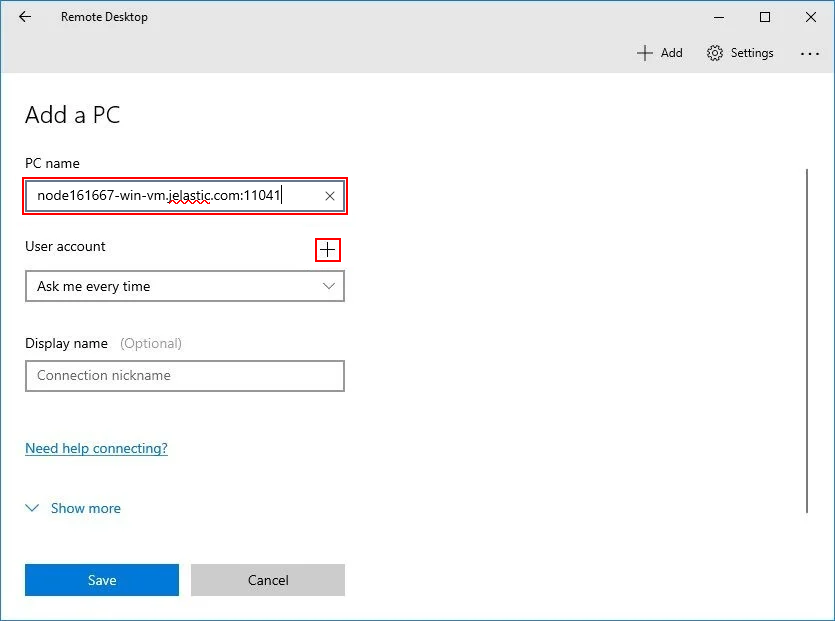 Remote Desktop
Add
Settings
Add a PC
PC name
node161667-win-vm.jelastic.com:11041
User account
Ask me every time
Display name (Optional)
Connection nickname
Need help connecting?
Show more
Save Cancel